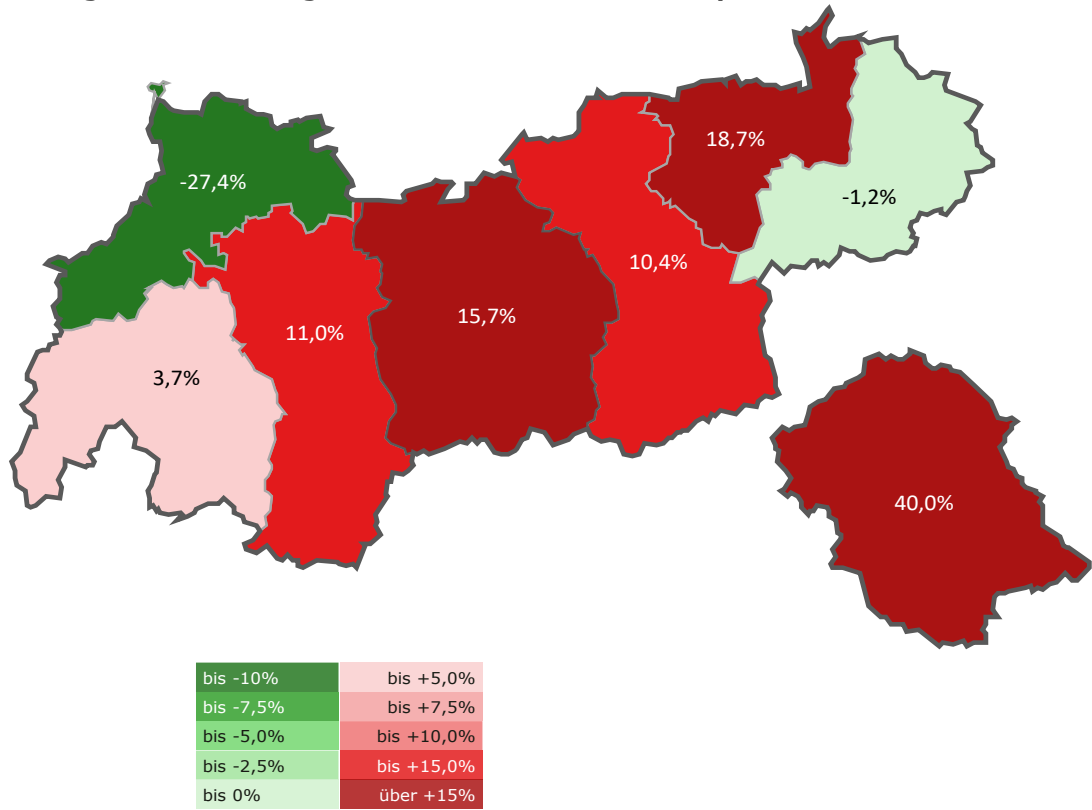 18,7%
-27,4%
-1,2%
10,4%
15,7%
11,0%
3,7%
40,0%
bis -10% bis +5,0%
bis -7,5% bis +7,5%
bis -5,0% bis +10,0%
bis -2,5% bis +15,0%
bis 0% über +15%